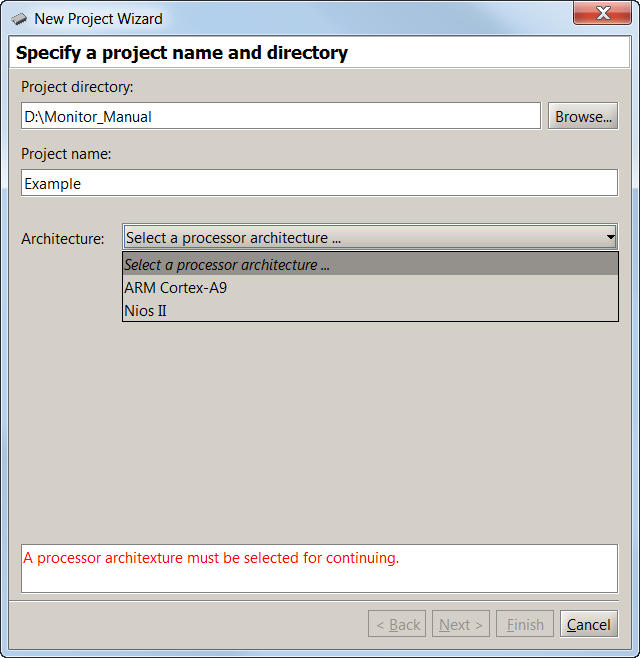 New Project Wizard
Specify a project name and directory
Project directory:
D:\Monitor_Manual
Browse...
Project name:
Example
Architecture:
Select a processor architecture ...
Select a processor architecture ...
ARM Cortex-A9
Nios II
A processor architexture must be selected for continuing.
< Back
Next >
Finish
Cancel